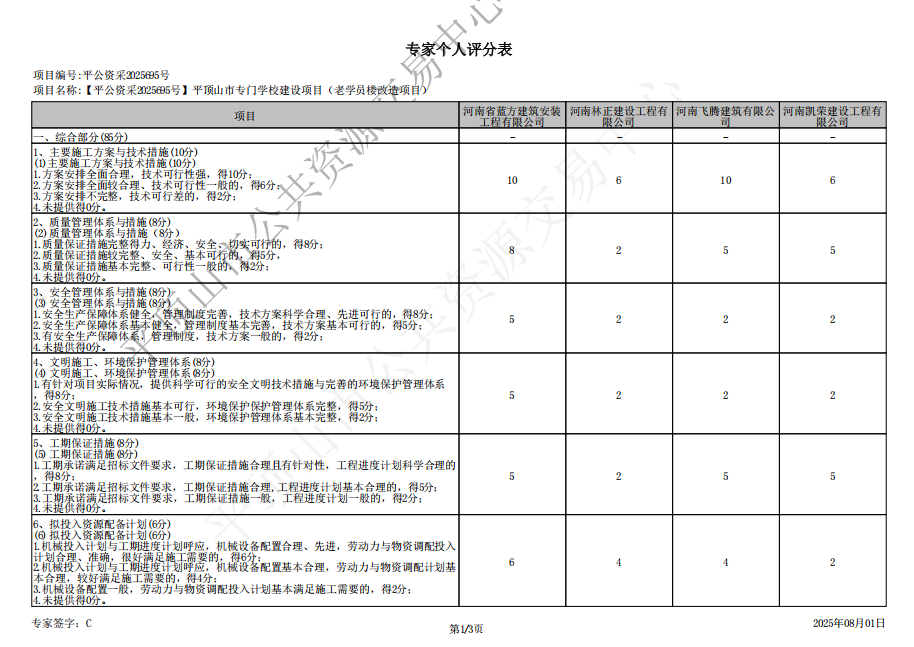 专家个人评分表
项目编号:平公资采2025695号
项目名称:【平公资采2025695号】平顶山市专门学校建设项目（老学员楼改造项目）
项目 河南省蓝方建筑安装工程有限公司 河南林正建设工程有限公司 河南飞腾建筑有限公司 河南凯荣建设工程有限公司
一、综合部分(85分) - - - -
1、主要施工方案与技术措施(10分)
(1)主要施工方案与技术措施(10分)
1.方案安排全面合理，技术可行性强，得10分；
2.方案安排全面较合理、技术可行性一般的，得6分；
3.方案安排不完整，技术可行差的，得2分；
4.未提供得0分。
10 6 10 6
2、质量管理体系与措施(8分)
(2)质量管理体系与措施（8分）
1.质量保证措施完整得力、经济、安全、切实可行的，得8分；
2.质量保证措施较完整、安全、基本可行的，得5分，
3.质量保证措施基本完整、可行性一般的，得2分；
4.未提供得0分。
8 2 5 5
3、安全管理体系与措施(8分)
(3)安全管理体系与措施(8分)
1.安全生产保障体系健全，管理制度完善，技术方案科学合理、先进可行的，得8分；
2.安全生产保障体系基本健全，管理制度基本完善，技术方案基本可行的，得5分；
3.有安全生产保障体系，管理制度，技术方案一般的，得2分；
4.未提供得0分。
5 2 2 2
4、文明施工、环境保护管理体系(8分)
(4)文明施工、环境保护管理体系(8分)
1.有针对项目实际情况，提供科学可行的安全文明技术措施与完善的环境保护管理体系
，得8分；
2.安全文明施工技术措施基本可行，环境保护保护管理体系完整，得5分；
3.安全文明施工技术措施基本一般，环境保护管理体系基本完整，得2分；
4.未提供得0分。
5 2 2 2
5、工期保证措施(8分)
(5)工期保证措施(8分)
1.工期承诺满足招标文件要求，工期保证措施合理且有针对性，工程进度计划科学合理的
，得8分；
2.工期承诺满足招标文件要求，工期保证措施合理,工程进度计划基本合理的，得5分；
3.工期承诺满足招标文件要求，工期保证措施一般，工程进度计划一般的，得2分；
4.未提供得0分。
5 2 5 5
6、拟投入资源配备计划(6分)
(6)拟投入资源配备计划(6分)
1.机械投入计划与工期进度计划呼应，机械设备配置合理、先进，劳动力与物资调配投入
计划合理、准确，很好满足施工需要的，得6分；
2.机械投入计划与工期进度计划呼应，机械设备配置基本合理，劳动力与物资调配计划基
本合理，较好满足施工需要的，得4分；
3.机械设备配置一般，劳动力与物资调配投入计划基本满足施工需要的，得2分；
4.未提供得0分。
6 4 4 2
专家签字：C
2025年08月01日
第1/3页
平顶山市公共资源交易中心
平顶山市公共资源交易中心